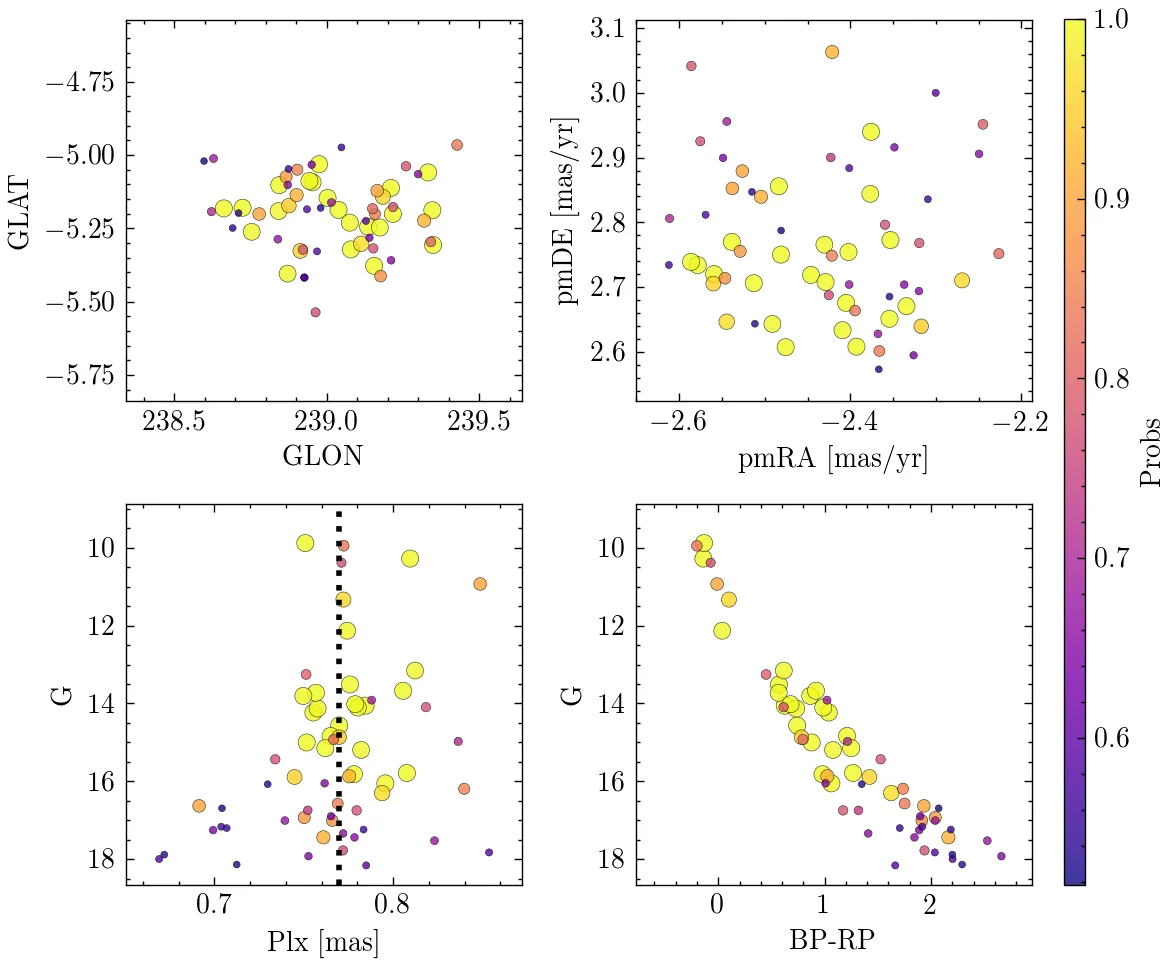 −4.75
−5.00
−5.25
−5.50
−5.75
GLAT
238.5 239.0 239.5
GLON
3.1
3.0
2.9
2.8
2.7
2.6
pmDE [mas/yr]
−2.6 −2.4 −2.2
pmRA [mas/yr]
10
12
14
16
18
G
0.7 0.8
Plx [mas]
10
12
14
16
18
G
0 1 2
BP-RP
1.0
0.9
0.8
0.7
0.6
Probs